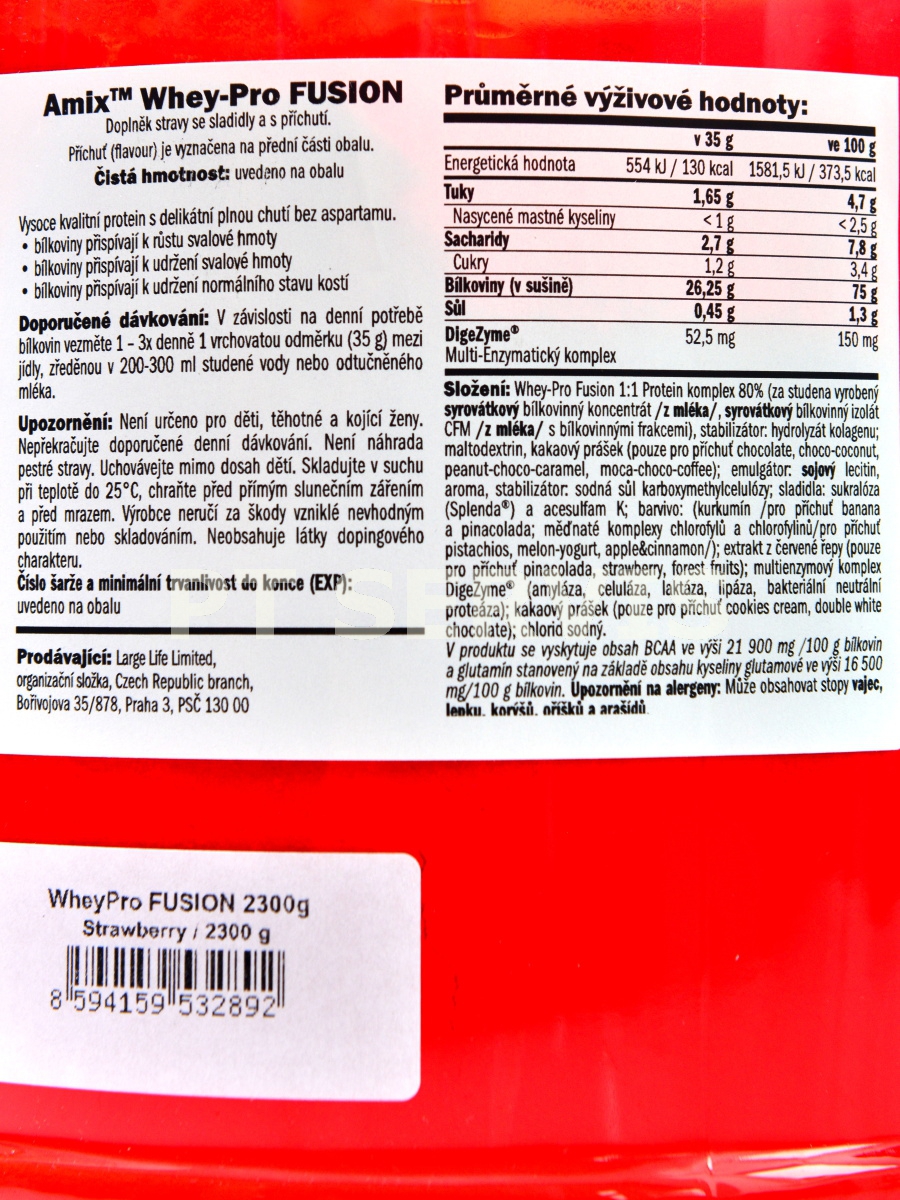 Amix™ Whey-Pro FUSION
Doplněk stravy se sladidly a s příchutí.
Příchuť (flavour) je vyznačena na přední části obalu.
Čistá hmotnost: uvedeno na obalu
Vysoce kvalitní protein s delikátní plnou chutí bez aspartamu.
• bílkoviny přispívají k růstu svalové hmoty
• bílkoviny přispívají k udržení svalové hmoty
• bílkoviny přispívají k udržení normálního stavu kostí
Doporučené dávkování: V závislosti na denní potřebě
bílkovin vezměte 1 – 3x denně 1 vrchovatou odměrku (35 g) mezi
jídly, zředěnou v 200-300 ml studené vody nebo odtučněného
mléka.
Upozornění: Není určeno pro děti, těhotné a kojící ženy.
Nepřekračujte doporučené denní dávkování. Není náhrada
pestré stravy. Uchovávejte mimo dosah dětí. Skladujte v suchu
při teplotě do 25°C, chraňte před přímým slunečním zářením
a před mrazem. Výrobce neručí za škody vzniklé nevhodným
použitím nebo skladováním. Neobsahuje látky dopingového
charakteru.
Číslo šarže a minimální trvanlivost do konce (EXP):
uvedeno na obalu
Prodávající: Large Life Limited,
organizační složka, Czech Republic branch,
Bořivojova 35/878, Praha 3, PSČ 130 00
Průměrné výživové hodnoty:
v 35 g ve 100 g
Energetická hodnota 554 kJ / 130 kcal 1581,5 kJ / 373,5 kcal
Tuky 1,65 g 4,7 g
Nasycené mastné kyseliny < 1 g < 2,5 g
Sacharidy 2,7 g 7,8 g
Cukry 1,2 g 3,4 g
Bílkoviny (v sušině) 26,25 g 75 g
Sůl 0,45 g 1,3 g
DigeZyme® 52,5 mg 150 mg
Multi-Enzymatický komplex
Složení: Whey-Pro Fusion 1:1 Protein komplex 80% (za studena vyrobený
syrovátkový bílkovinný koncentrát /z mléka/, syrovátkový bílkovinný izolát
CFM /z mléka/ s bílkovinnými frakcemi), stabilizátor: hydrolyzát kolagenu;
maltodextrin, kakaový prášek (pouze pro příchuť chocolate, choco-coconut,
peanut-choco-caramel, moca-choco-coffee); emulgátor: sojový lecitin,
aroma, stabilizátor: sodná sůl karboxymethylcelulózy; sladidla: sukralóza
(Splenda®) a acesulfam K; barvivo: (kurkumín /pro příchuť banana
a pinacolada; měďnaté komplexy chlorofylů a chlorofylinů/pro příchuť
pistachios, melon-yogurt, apple&cinnamon/); extrakt z červené řepy (pouze
pro příchuť pinacolada, strawberry, forest fruits); multienzymový komplex
DigeZyme® (amyláza, celuláza, laktáza, lipáza, bakteriální neutrální
proteáza); kakaový prášek (pouze pro příchuť cookies cream, double white
chocolate); chlorid sodný.
V produktu se vyskytuje obsah BCAA ve výši 21 900 mg /100 g bílkovin
a glutamín stanovený na základě obsahu kyseliny glutamové ve výši 16 500
mg/100 g bílkovin. Upozornění na alergeny: Může obsahovat stopy vajec,
lepku, korýšů, oříšků a arašídů.
WheyPro FUSION 2300g
Strawberry / 2300 g
8 594159 532892